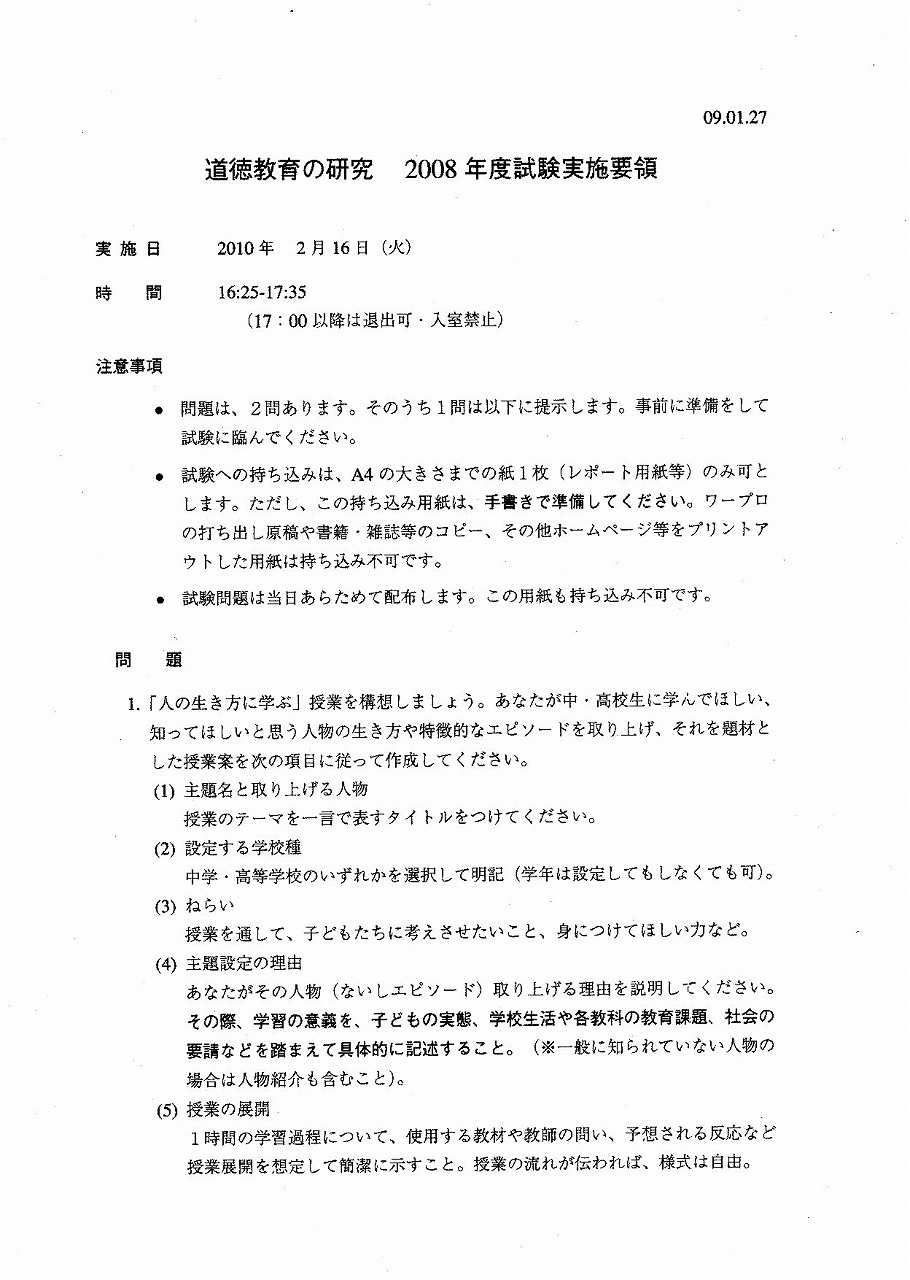 09.01.27
道徳教育の研究　2008 年度試験実施要領
実 施 日　2010 年　2 月 16 日（火）
時　間　16:25-17:35
（17：00 以降は退出可・入室禁止）
注意事項
● 問題は、２問あります。そのうち１問は以下に提示します。事前に準備をして
試験に臨んでください。
● 試験への持ち込みは、A4 の大きさまでの紙１枚（レポート用紙等）のみ可と
します。ただし、この持ち込み用紙は、手書きで準備してください。ワープロ
の打ち出し原稿や書籍・雑誌等のコピー、その他ホームページ等をプリントア
ウトした用紙は持ち込み不可です。
● 試験問題は当日あらためて配布します。この用紙も持ち込み不可です。
問　題
1.「人の生き方に学ぶ」授業を構想しましょう。あなたが中・高校生に学んでほしい、
知ってほしいと思う人物の生き方や特徴的なエピソードを取り上げ、それを題材と
した授業案を次の項目に従って作成してください。
(1) 主題名と取り上げる人物
授業のテーマを一言で表すタイトルをつけてください。
(2) 設定する学校種
中学・高等学校のいずれかを選択して明記（学年は設定してもしなくても可）。
(3) ねらい
授業を通して、子どもたちに考えさせたいこと、身につけてほしい力など。
(4) 主題設定の理由
あなたがその人物（ないしエピソード）取り上げる理由を説明してください。
その際、学習の意義を、子どもの実態、学校生活や各教科の教育課題、社会の
要請などを踏まえて具体的に記述すること。（※一般に知られていない人物の
場合は人物紹介も含むこと）。
(5) 授業の展開
１時間の学習過程について、使用する教材や教師の問い、予想される反応など
授業展開を想定して簡潔に示すこと。授業の流れが伝われば、様式は自由。